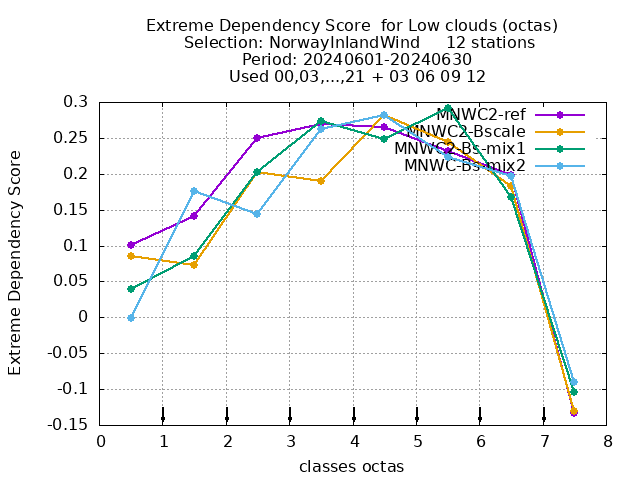 Extreme Dependency Score  for Low clouds (octas)
Selection: NorwayInlandWind     12 stations
Period: 20240601-20240630
Used 00,03,...,21 + 03 06 09 12
MNWC2-ref
MNWC2-Bscale
MNWC2-Bs-mix1
MNWC-Bs-mix2
Extreme Dependency Score
0.3
0.25
0.2
0.15
0.1
0.05
0
-0.05
-0.1
-0.15
0 1 2 3 4 5 6 7 8
classes octas